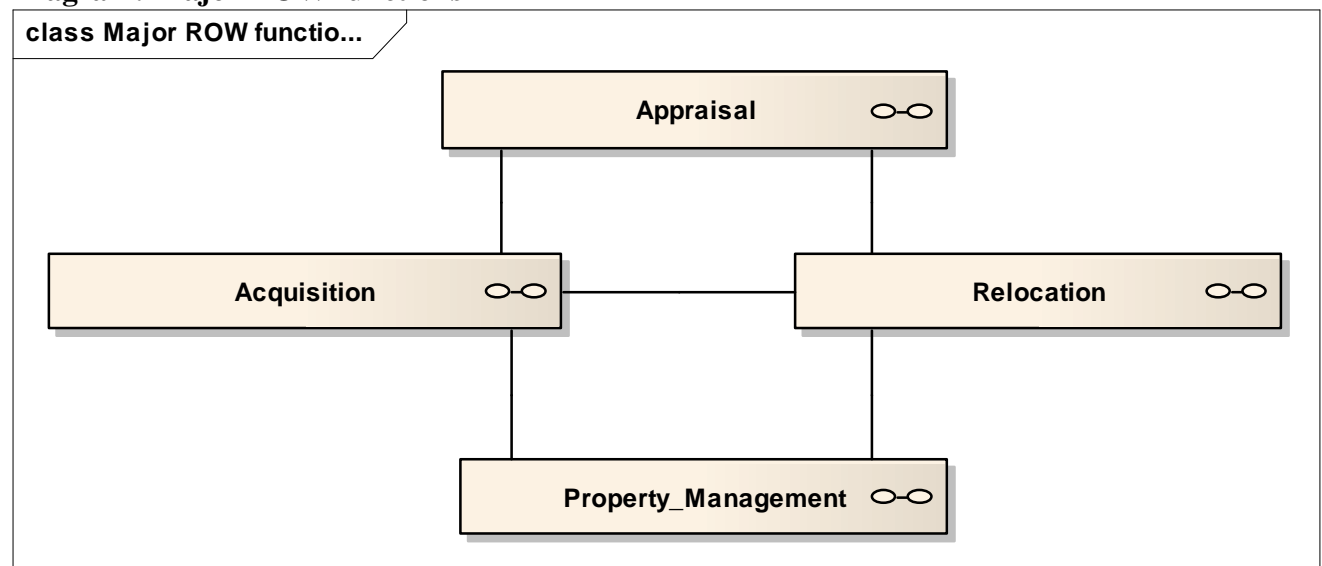 class Major ROW functio...
Appraisal
Acquisition
Relocation
Property_Management